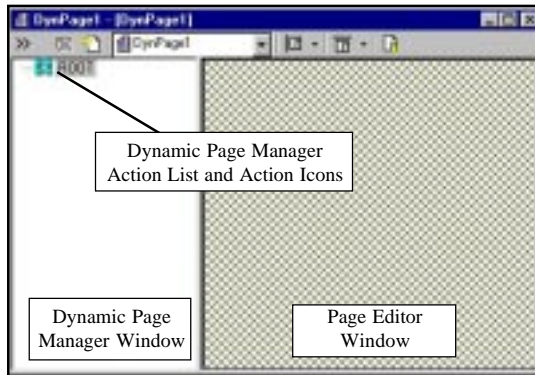 DynPage1 - [DynPage1]
DynPage1
ROOT
Dynamic Page Manager
Action List and Action Icons
Dynamic Page
Manager Window
Page Editor
Window